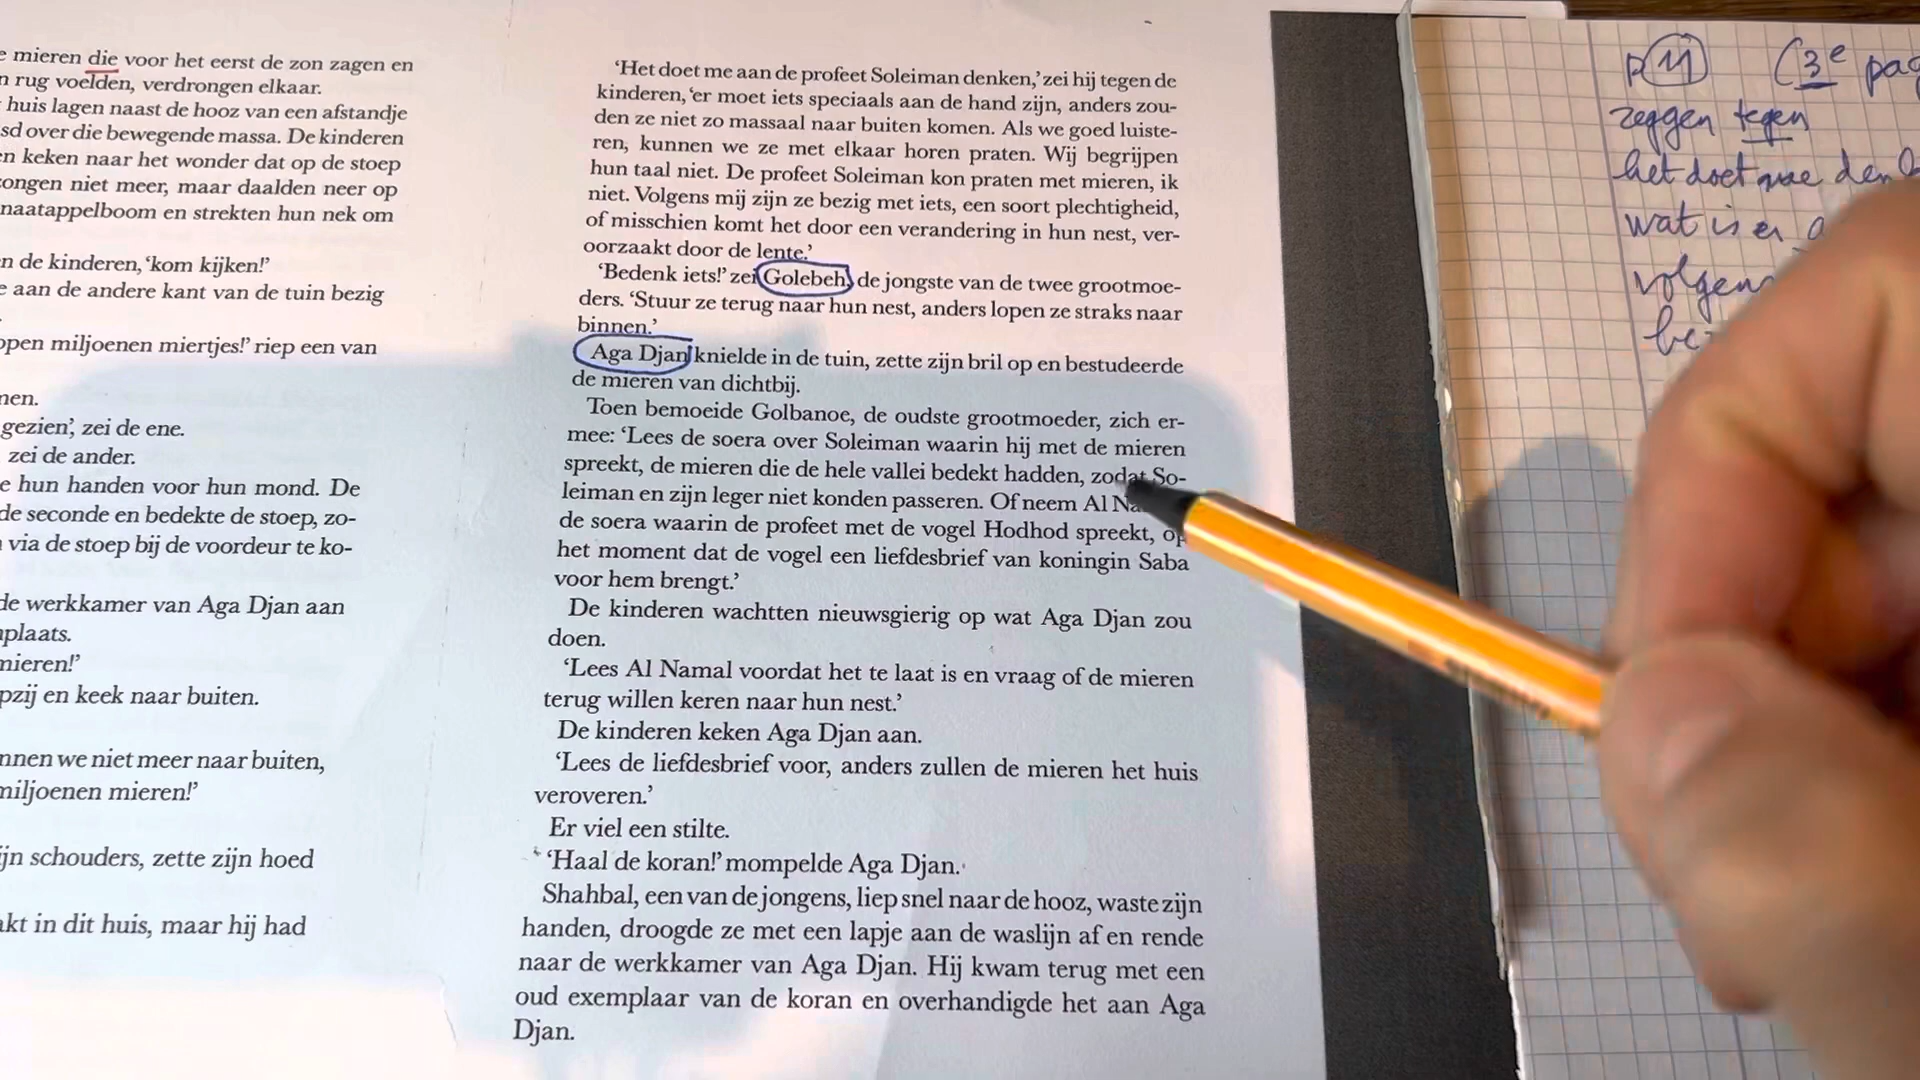 mieren die voor het eerst de zon zagen en
rug voelden, verdrongen elkaar.
huis lagen naast de hooz van een afstandje
over die bewegende massa. De kinderen
keken naar het wonder dat op de stoep
niet meer, maar daalden neer op
en strekten hun nek om
de kinderen, ‘kom kijken!’
aan de andere kant van de tuin bezig
miljoenen miertjes!’ riep een van
gezien’, zei de ene.
zei de ander.
hun handen voor hun mond. De
de seconde en bedekte de stoep, zo-
via de stoep bij de voordeur te ko-
de werkkamer van Aga Djan aan
mieren!’
en keek naar buiten.
we niet meer naar buiten,
miljoenen mieren!’
schouders, zette zijn hoed
in dit huis, maar hij had
‘Het doet me aan de profeet Soleiman denken,’ zei hij tegen de
kinderen, ‘er moet iets speciaals aan de hand zijn, anders zou-
den ze niet zo massaal naar buiten komen. Als we goed luiste-
ren, kunnen we ze met elkaar horen praten. Wij begrijpen
hun taal niet. De profeet Soleiman kon praten met mieren, ik
niet. Volgens mij zijn ze bezig met iets, een soort plechtigheid,
of misschien komt het door een verandering in hun nest, ver-
oorzaakt door de lente.’
‘Bedenk iets!’ zei Golebeh, de jongste van de twee grootmoe-
ders. ‘Stuur ze terug naar hun nest, anders lopen ze straks naar
binnen.’
Aga Djan knielde in de tuin, zette zijn bril op en bestudeerde
de mieren van dichtbij.
Toen bemoeide Golbanoe, de oudste grootmoeder, zich er-
mee: ‘Lees de soera over Soleiman waarin hij met de mieren
spreekt, de mieren die de hele vallei bedekt hadden, zodat So-
leiman en zijn leger niet konden passeren. Of neem Al
de soera waarin de profeet met de vogel Hodhod spreekt, op
het moment dat de vogel een liefdesbrief van koningin Saba
voor hem brengt.’
De kinderen wachtten nieuwsgierig op wat Aga Djan zou
doen.
‘Lees Al Namal voordat het te laat is en vraag of de mieren
terug willen keren naar hun nest.’
De kinderen keken Aga Djan aan.
‘Lees de liefdesbrief voor, anders zullen de mieren het huis
veroveren.’
Er viel een stilte.
‘Haal de koran!’ mompelde Aga Djan.
Shahbal, een van de jongens, liep snel naar de hooz, waste zijn
handen, droogde ze met een lapje aan de waslijn af en rende
naar de werkkamer van Aga Djan. Hij kwam terug met een
oud exemplaar van de koran en overhandigde het aan Aga
Djan.
p 11 (3e pag
zeggen tegen
het doet me den
wat is er
volgens
be